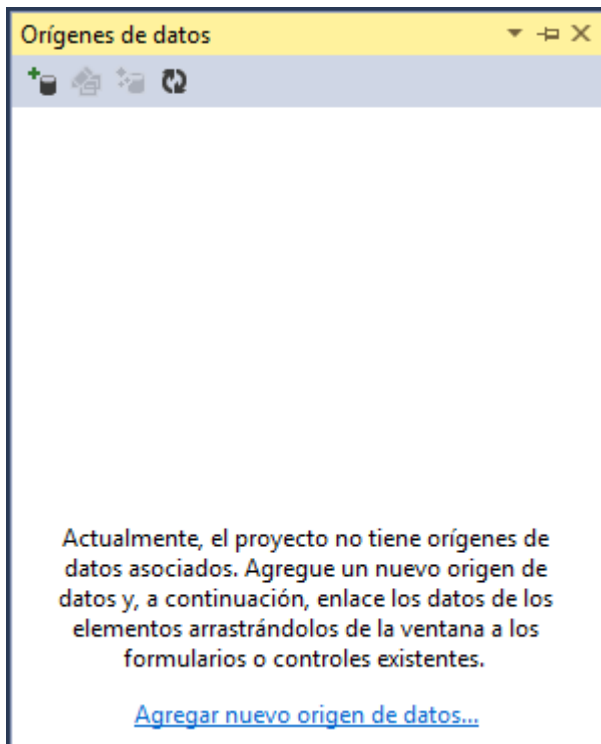 Orígenes de datos
Actualmente, el proyecto no tiene orígenes de
datos asociados. Agregue un nuevo origen de
datos y, a continuación, enlace los datos de los
elementos arrastrándolos de la ventana a los
formularios o controles existentes.
Agregar nuevo origen de datos...